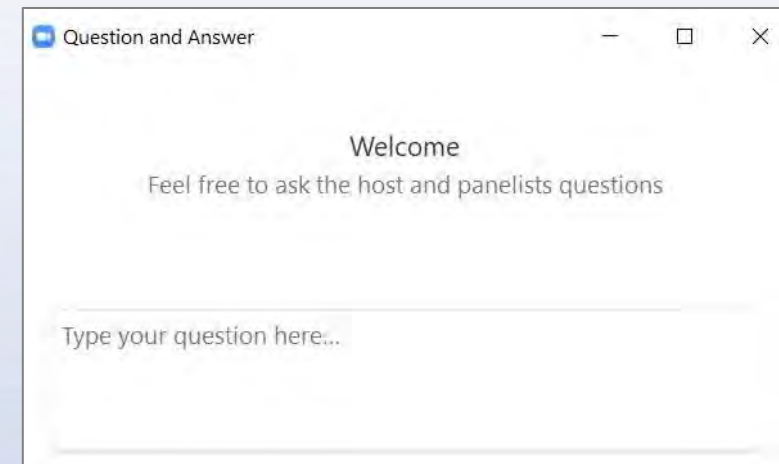 Question and Answer
Welcome
Feel free to ask the host and panelists questions
Type your question here...